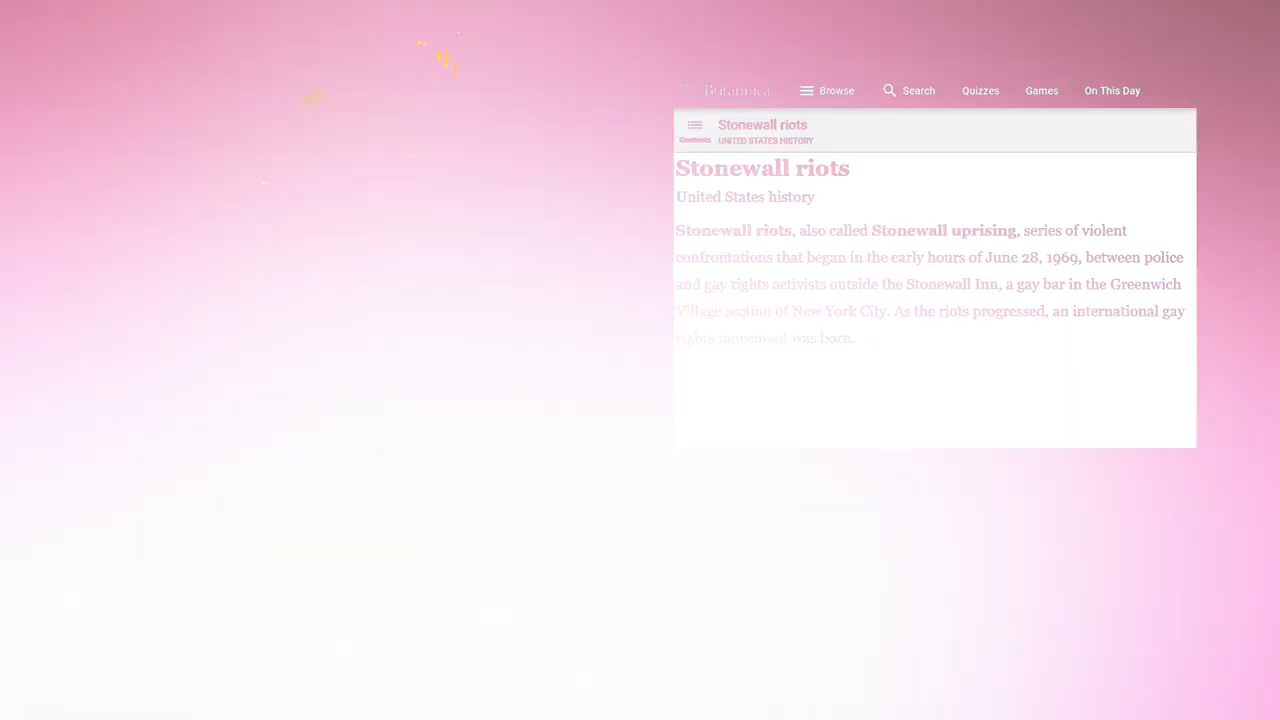 Britannica
Browse
Search
Quizzes
Games
On This Day
Stonewall riots
Contents
UNITED STATES HISTORY
Stonewall riots
United States history
Stonewall riots, also called Stonewall uprising, series of violent
confrontations that began in the early hours of June 28, 1969, between police
and gay rights activists outside the Stonewall Inn, a gay bar in the Greenwich
Village section of New York City. As the riots progressed, an international gay
rights movement was born.